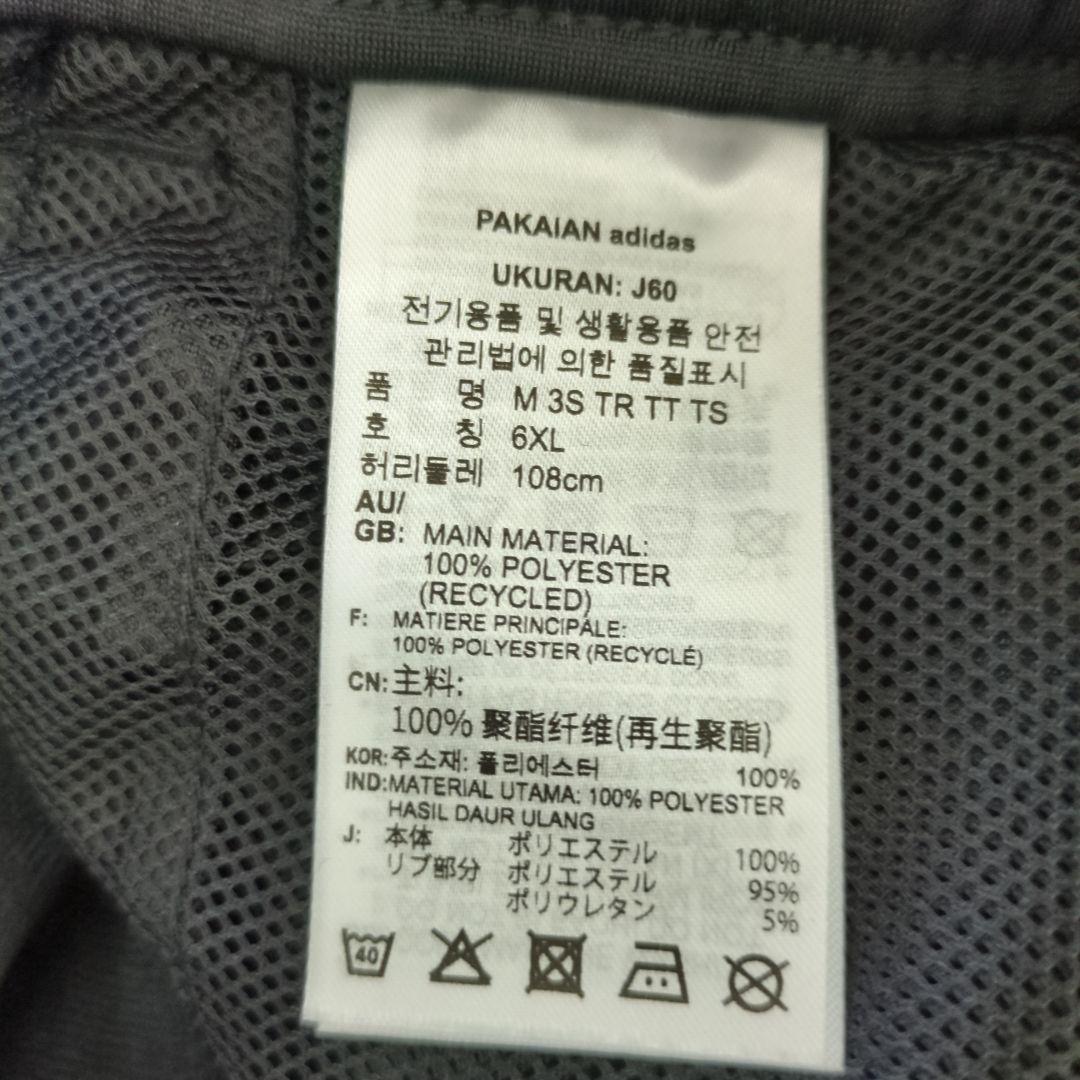 PAKAIAN adidas
UKURAN: J60
전기용품 및 생활용품 안전
관리법에 의한 품질표시
품 명 M 3S TR TT TS
호 칭 6XL
허리둘레 108cm
AU/
GB: MAIN MATERIAL:
100% POLYESTER
(RECYCLED)
F: MATIERE PRINCIPALE:
100% POLYESTER (RECYCLÉ)
CN: 主料:
100% 聚酯纤维(再生聚酯)
KOR: 주소재: 폴리에스터 100%
IND: MATERIAL UTAMA: 100% POLYESTER
HASIL DAUR ULANG
J: 本体 ポリエステル 100%
リブ部分 ポリエステル 95%
ポリウレタン 5%
40